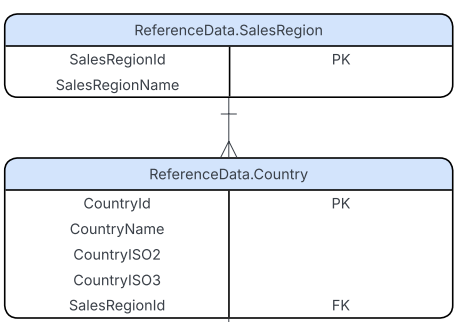 ReferenceData.SalesRegion
SalesRegionId PK
SalesRegionName
ReferenceData.Country
CountryId PK
CountryName
CountryISO2
CountryISO3
SalesRegionId FK